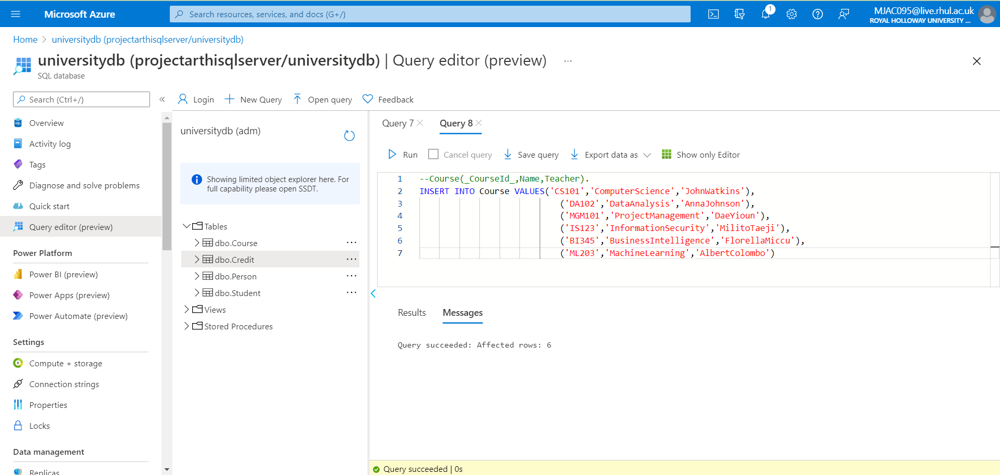 Microsoft Azure
Search resources, services, and docs (G+/)
1
MJAC095@live.rhul.ac.uk
ROYAL HOLLOWAY UNIVERSITY ...
Home > universitydb (projectarthisqlserver/universitydb)
universitydb (projectarthisqlserver/universitydb) | Query editor (preview) ...
SQL database
Search (Ctrl+/)
«
Overview
Activity log
Tags
Diagnose and solve problems
Quick start
Query editor (preview)
Power Platform
Power BI (preview)
Power Apps (preview)
Power Automate (preview)
Settings
Compute + storage
Connection strings
Properties
Locks
Data management
Replicas
Login
New Query
Open query
Feedback
universitydb (adm)
Showing limited object explorer here. For
full capability please open SSDT.
Tables
dbo.Course ...
dbo.Credit ...
dbo.Person ...
dbo.Student ...
Views
Stored Procedures
Query 7
Query 8
Run
Cancel query
Save query
Export data as
Show only Editor
1 --Course(_CourseId_,Name,Teacher).
2 INSERT INTO Course VALUES('CS101','ComputerScience','JohnWatkins'),
3 ('DA102','DataAnalysis','AnnaJohnson'),
4 ('MGM101','ProjectManagement','DaeYioun'),
5 ('IS123','InformationSecurity','MilitoTaeji'),
6 ('BI345','BusinessIntelligence','FlorellaMiccu'),
7 ('ML203','MachineLearning','AlbertColombo')
Results
Messages
Query succeeded: Affected rows: 6
Query succeeded | 0s